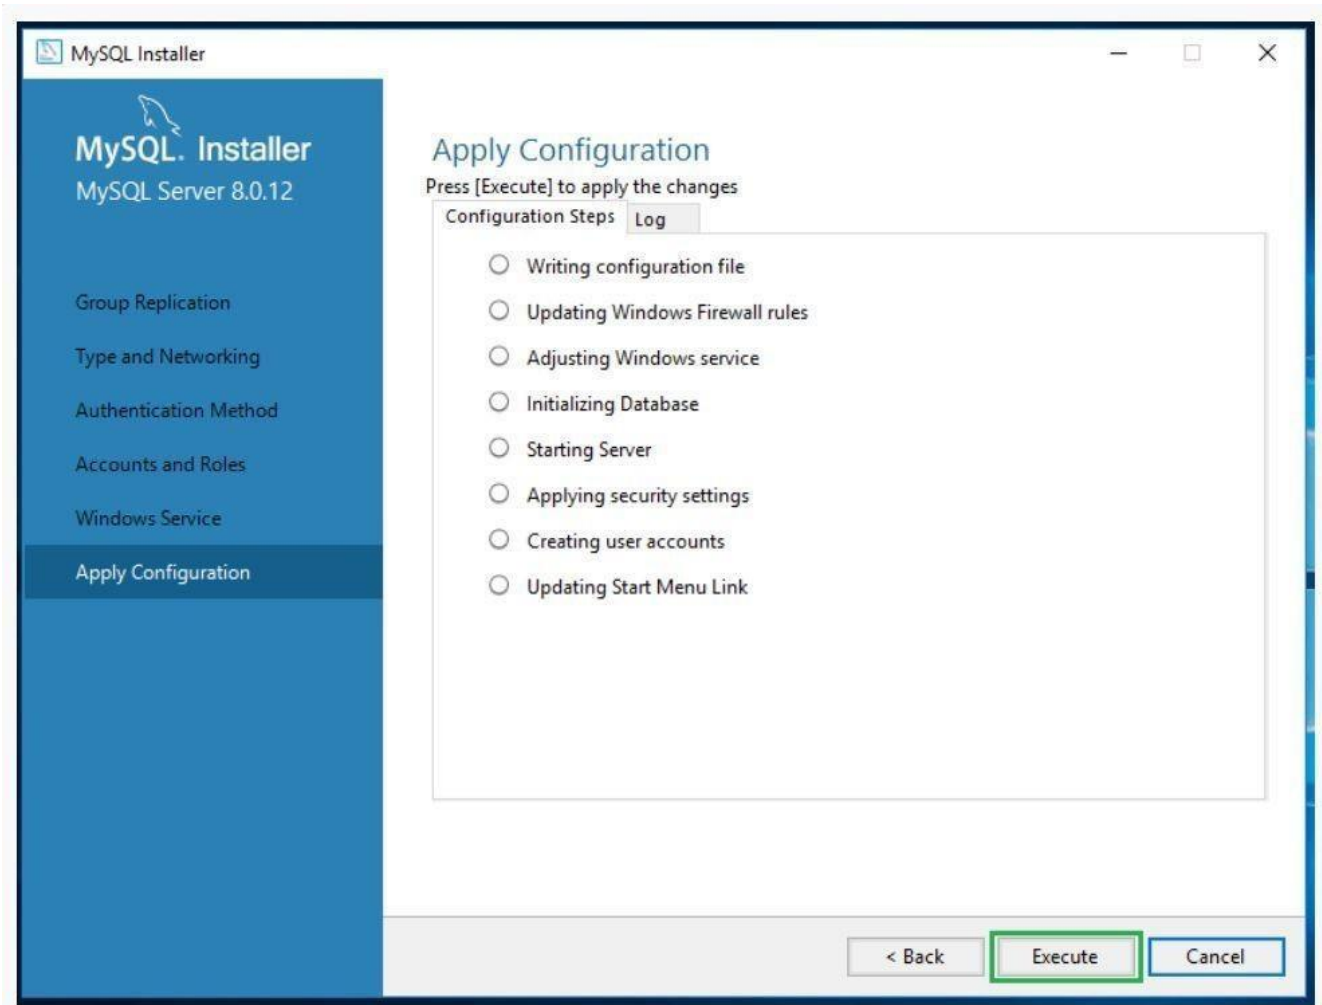 MySQL Installer
MySQL. Installer
MySQL Server 8.0.12
Group Replication
Type and Networking
Authentication Method
Accounts and Roles
Windows Service
Apply Configuration
Apply Configuration
Press [Execute] to apply the changes
Configuration Steps Log
Writing configuration file
Updating Windows Firewall rules
Adjusting Windows service
Initializing Database
Starting Server
Applying security settings
Creating user accounts
Updating Start Menu Link
< Back Execute Cancel